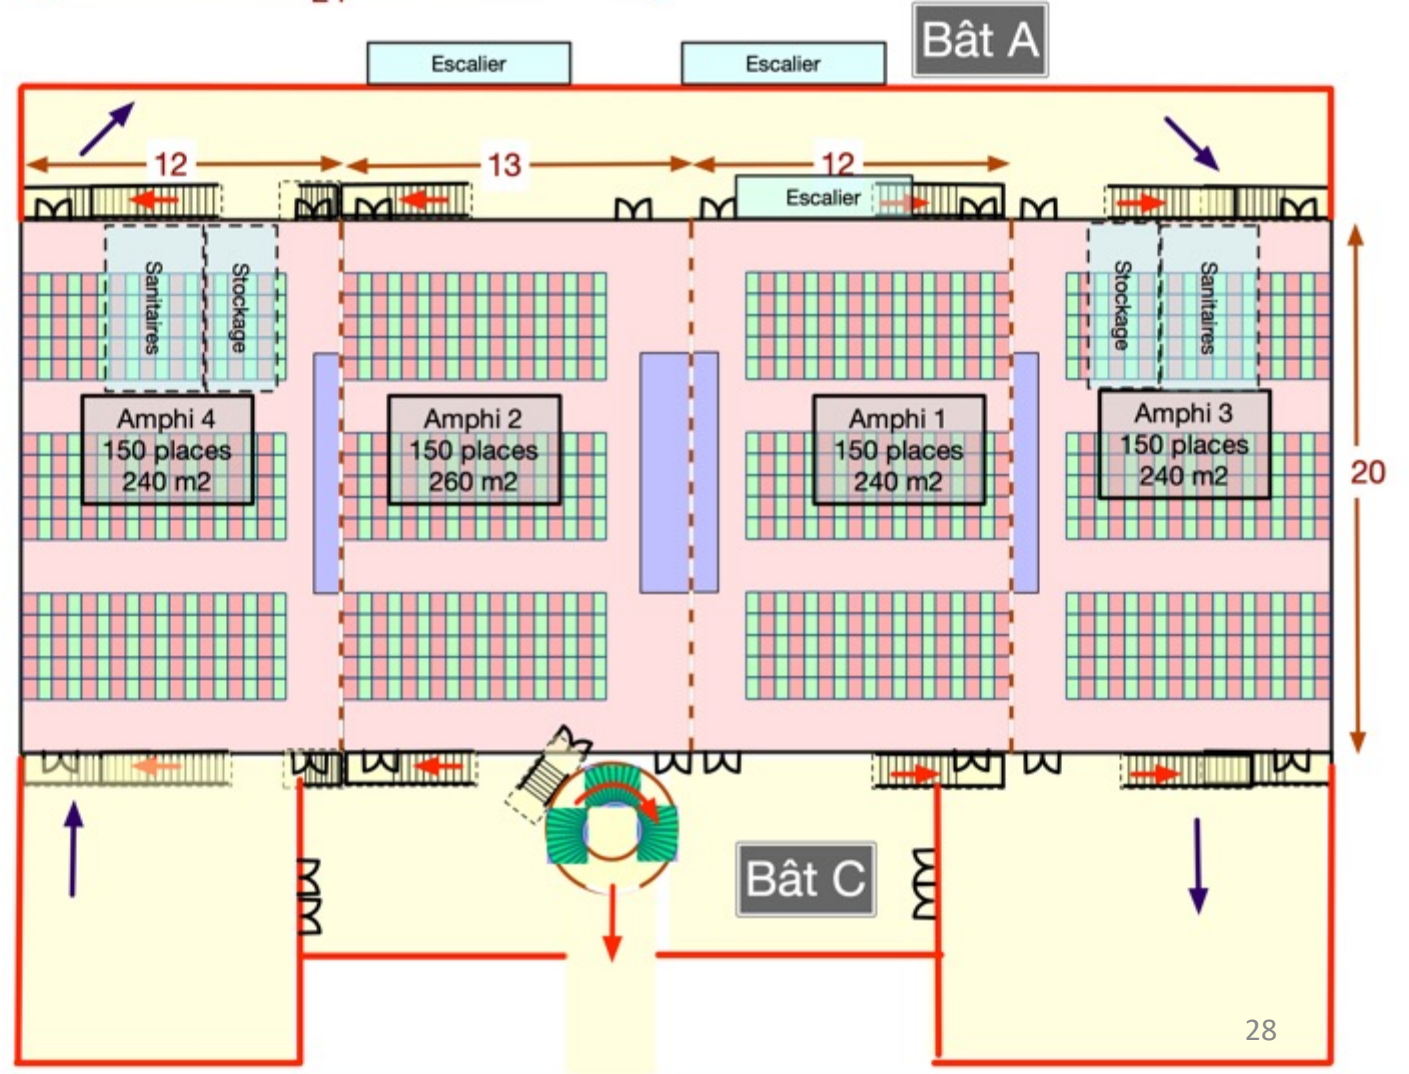 Bât A
Escalier
Escalier
12
13
12
Escalier
Sanitaires
Stockage
Stockage
Sanitaires
Amphi 4
150 places
240 m2
Amphi 2
150 places
260 m2
Amphi 1
150 places
240 m2
Amphi 3
150 places
240 m2
20
Bât C
28